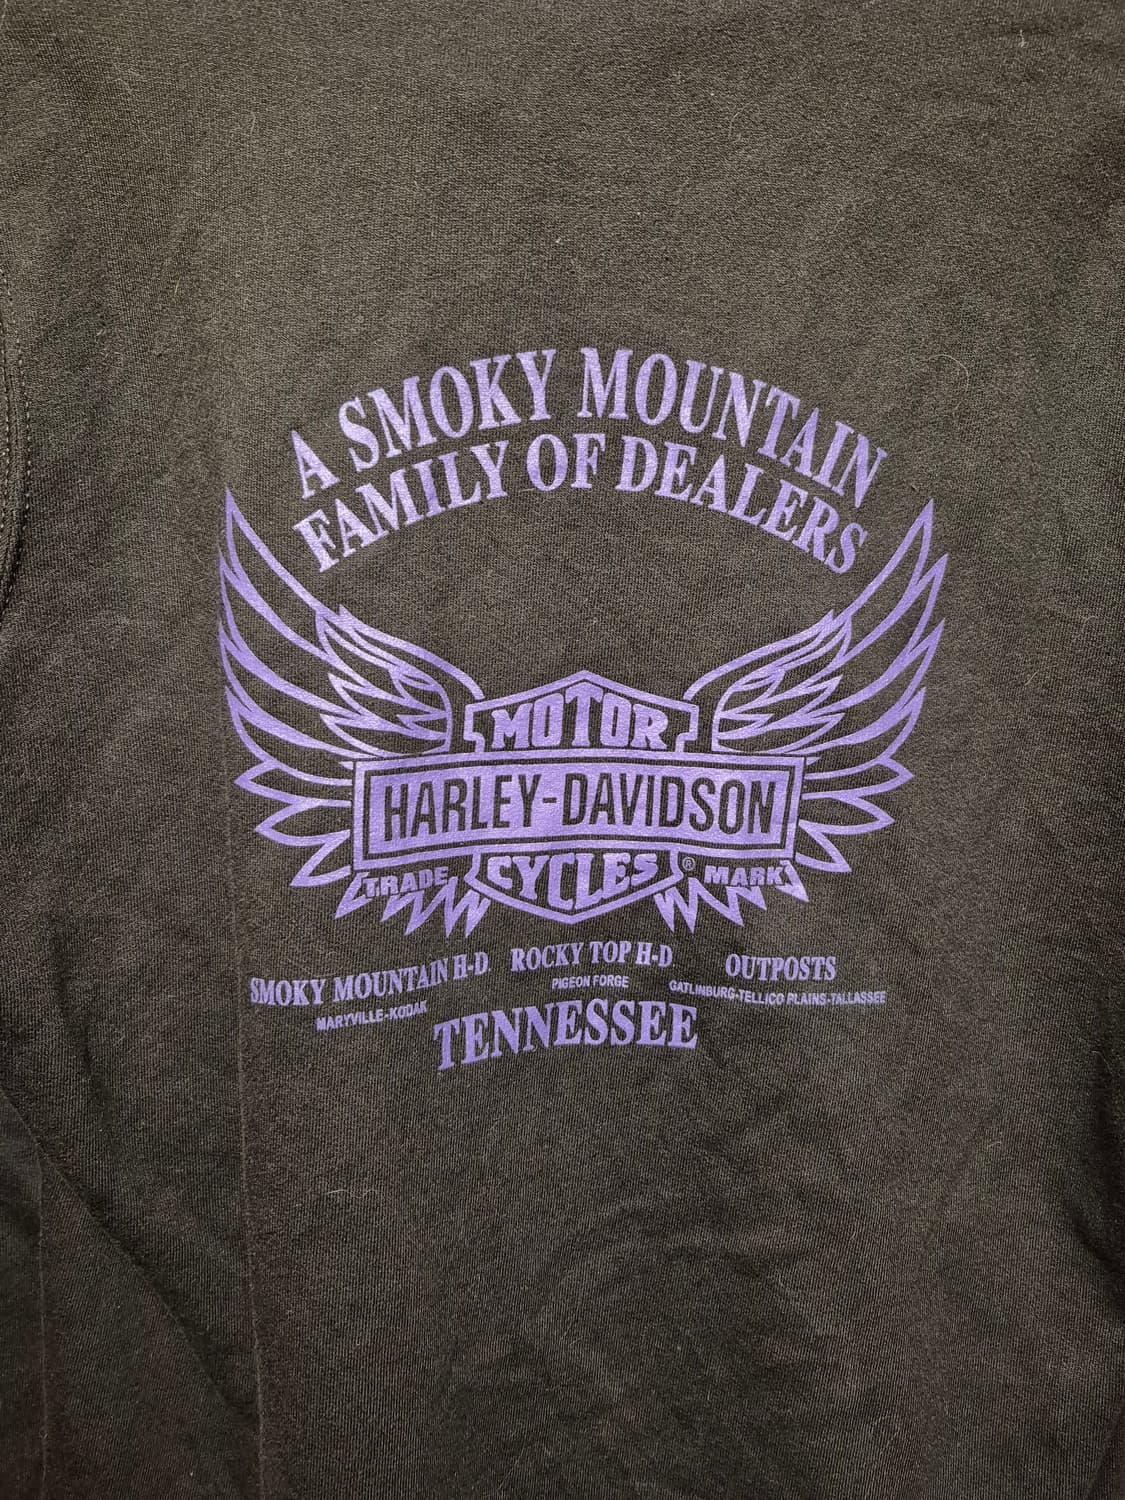 A SMOKY MOUNTAIN
FAMILY OF DEALERS
MOTOR
HARLEY-DAVIDSON
CYCLES ®
TRADE MARK
SMOKY MOUNTAIN H-D
MARYVILLE-KODAK
ROCKY TOP H-D
PIGEON FORGE
OUTPOSTS
GATLINBURG-TELLICO PLAINS-TALLASSEE
TENNESSEE